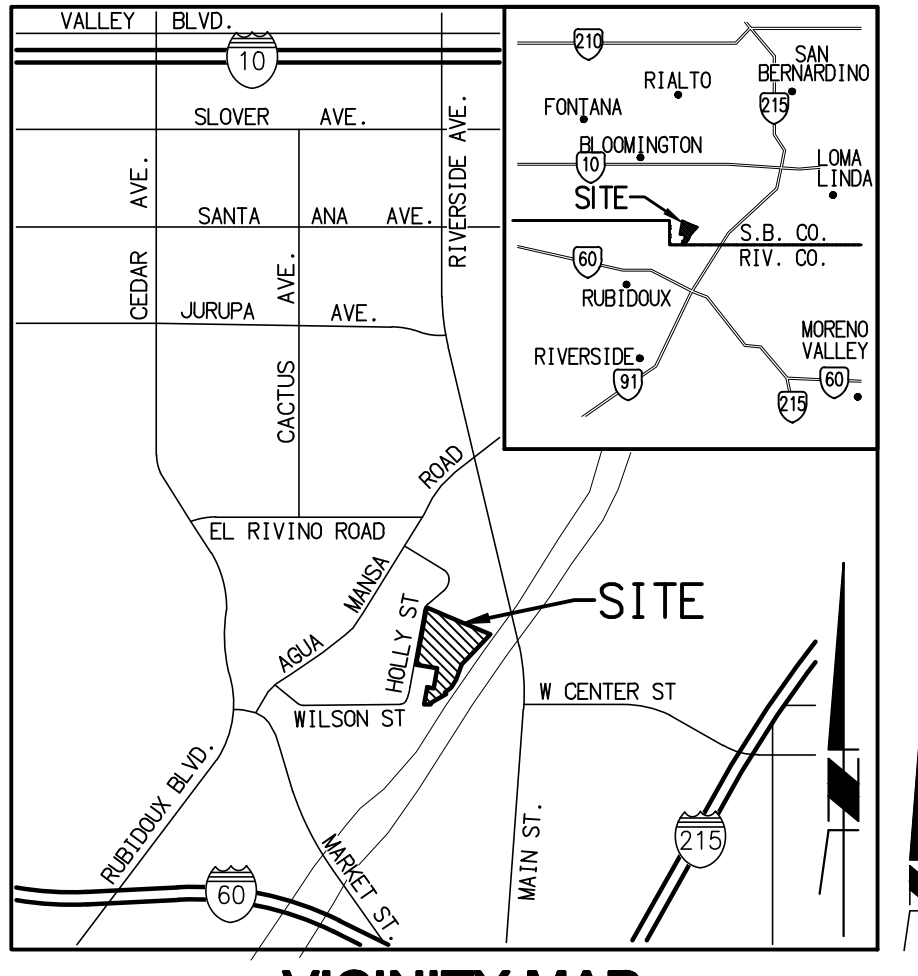 VALLEY BLVD.
10
SLOVER AVE.
CEDAR AVE.
RIVERSIDE AVE.
SANTA ANA AVE.
CACTUS AVE.
JURUPA AVE.
EL RIVINO ROAD
AGUA MANSA ROAD
HOLLY ST
SITE
WILSON ST
W CENTER ST
RUBIDOUX BLVD.
MARKET ST.
MAIN ST.
215
60
210
SAN
BERNARDINO
RIALTO
215
FONTANA
BLOOMINGTON
10
LOMA
LINDA
SITE
S.B. CO.
RIV. CO.
60
RUBIDOUX
MORENO
VALLEY
RIVERSIDE
91
60
215
VICINITY MAP